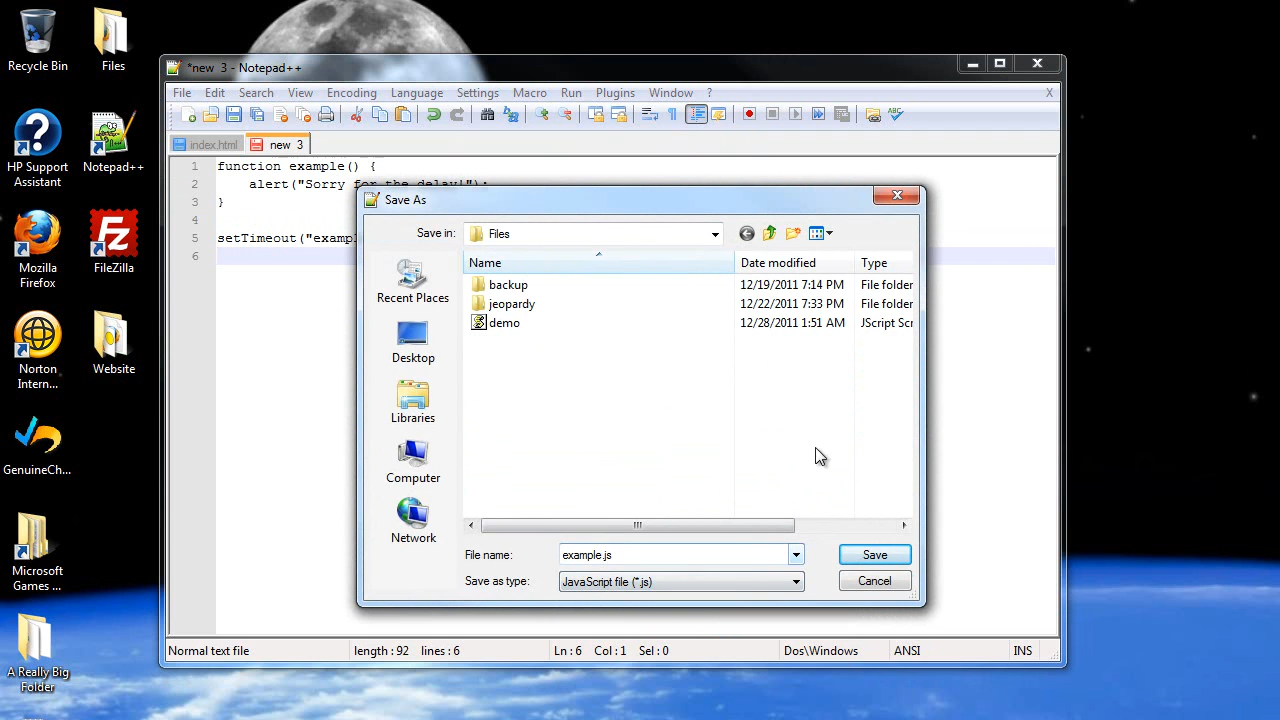 Recycle Bin
Files
HP Support
Assistant
Notepad++
Mozilla
Firefox
FileZilla
Norton
Intern...
Website
GenuineCh...
Microsoft
Games ...
A Really Big
Folder
*new 3 - Notepad++
File Edit Search View Encoding Language Settings Macro Run Plugins Window ? X
index.html new 3
1 function example() {
2 alert("Sorry for the delay!");
3 }
4
5 setTimeout("exampl
6
Save As
Save in: Files
Name Date modified Type
backup 12/19/2011 7:14 PM File folder
jeopardy 12/22/2011 7:33 PM File folder
demo 12/28/2011 1:51 AM JScript Scr
Recent Places
Desktop
Libraries
Computer
Network
File name: example.js Save
Save as type: JavaScript file (*.js) Cancel
Normal text file length : 92 lines : 6 Ln : 6 Col : 1 Sel : 0 Dos\Windows ANSI INS